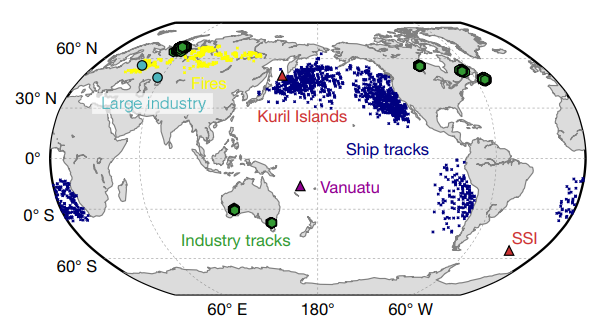 60° N
Fires
30° N
Large industry
Kuril Islands
Ship tracks
0°
Vanuatu
0° S
Industry tracks
SSI
60° S
60° E
180°
60° W